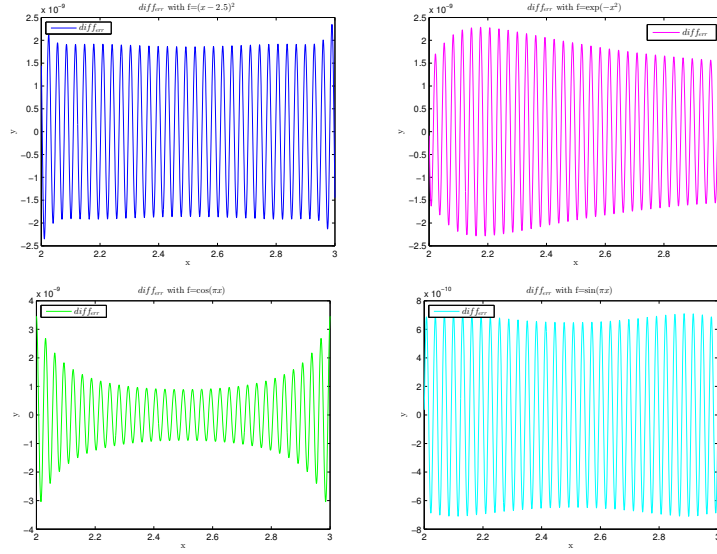 diff_err with f=(x − 2.5)²
x 10⁻⁹
diff_err
2.5
2
1.5
1
0.5
0
−0.5
−1
−1.5
−2
−2.5
y
2 2.2 2.4 2.6 2.8 3
x
diff_err with f=exp(−x²)
x 10⁻⁹
diff_err
2.5
2
1.5
1
0.5
0
−0.5
−1
−1.5
−2
−2.5
y
2 2.2 2.4 2.6 2.8 3
x
diff_err with f=cos(πx)
x 10⁻⁹
diff_err
4
3
2
1
0
−1
−2
−3
−4
y
2 2.2 2.4 2.6 2.8 3
x
diff_err with f=sin(πx)
x 10⁻¹⁰
diff_err
8
6
4
2
0
−2
−4
−6
−8
y
2 2.2 2.4 2.6 2.8 3
x